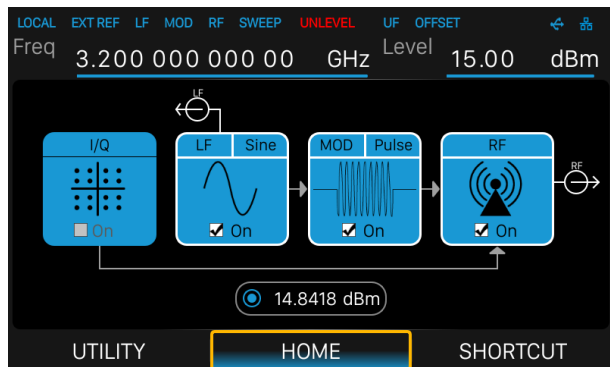 LOCAL EXT REF LF MOD RF SWEEP UNLEVEL UF OFFSET
Freq 3.200 000 000 00 GHz Level 15.00 dBm
LF
I/Q LF Sine MOD Pulse RF
RF
On On On On
14.8418 dBm
UTILITY HOME SHORTCUT